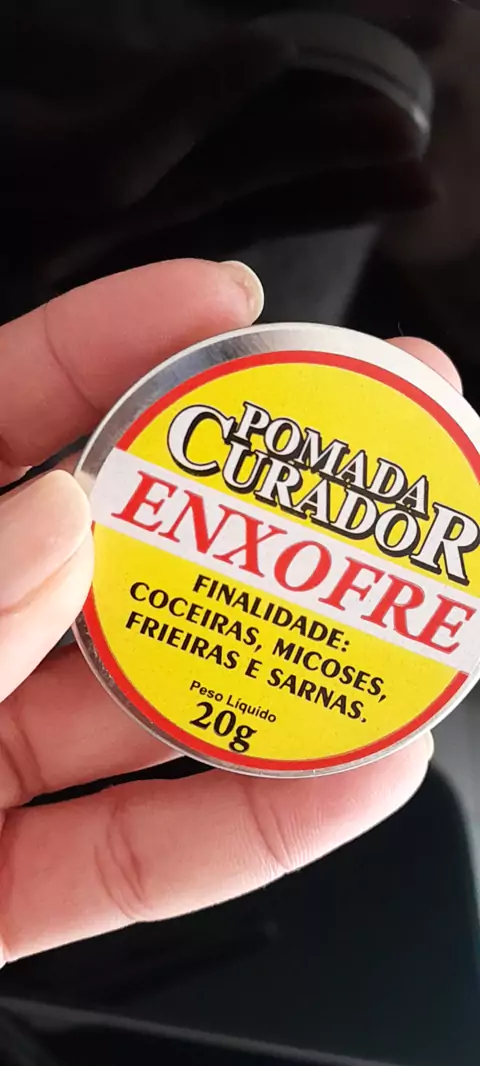 POMADA
CURADOR
ENXOFRE
FINALIDADE:
COCEIRAS, MICOSES,
FRIEIRAS E SARNAS.
Peso Líquido
20g